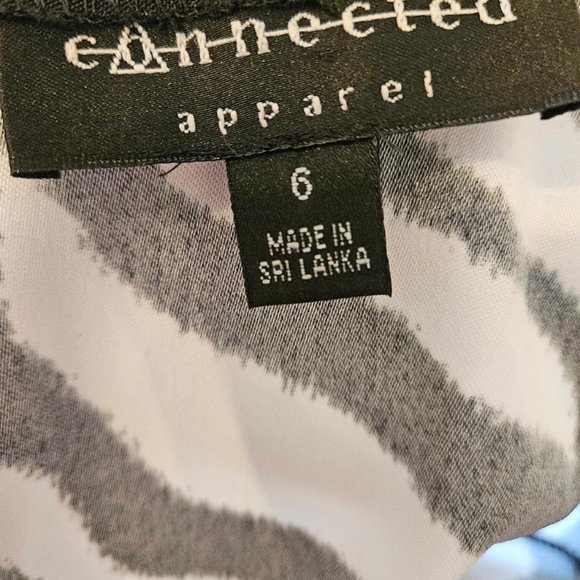 connected
apparel
6
MADE IN
SRI LANKA